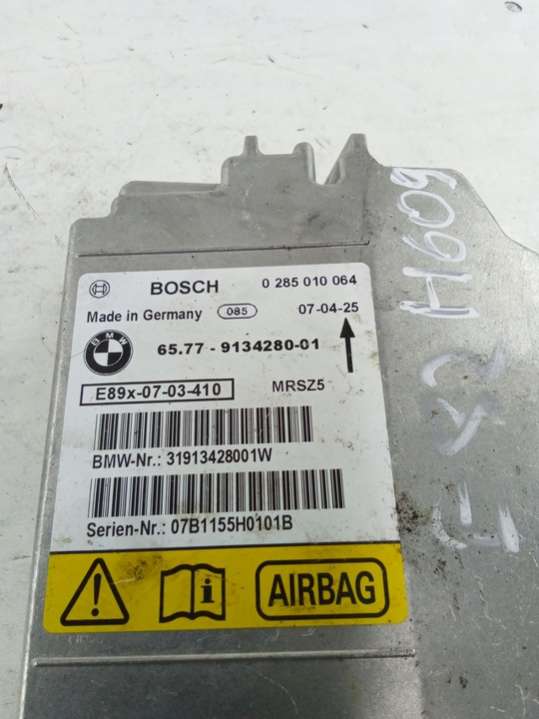 BOSCH 0 285 010 064
Made in Germany 085 07-04-25
BMW 65.77 - 9134280-01
E89x-07-03-410 MRSZ5
BMW-Nr.: 31913428001W
Serien-Nr.: 07B1155H0101B
AIRBAG
H609